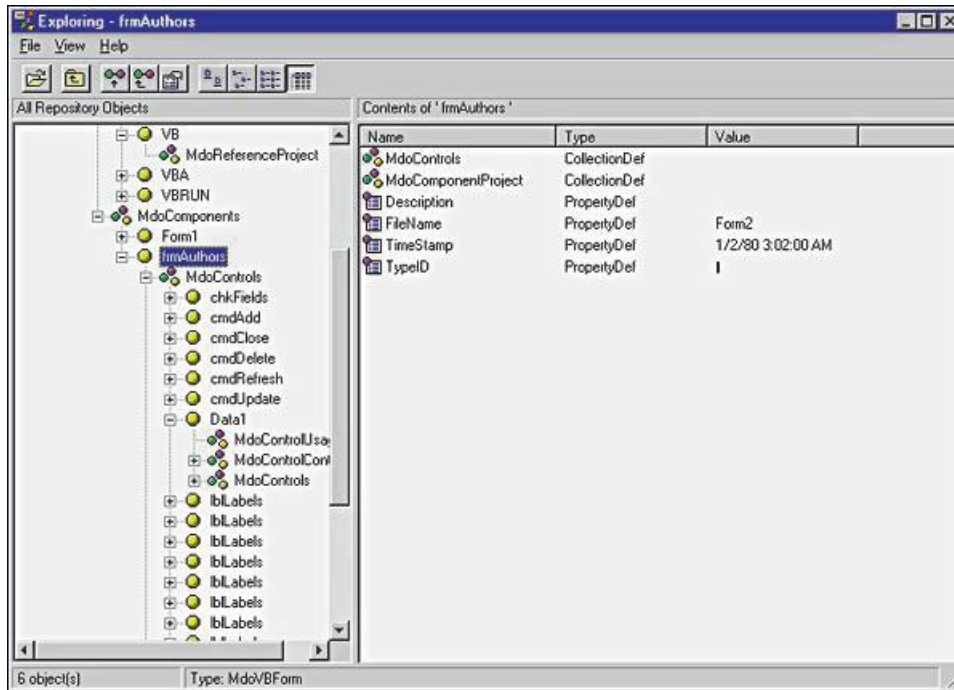 Exploring - frmAuthors
File View Help
All Repository Objects
Contents of 'frmAuthors '
VB
MdoReferenceProject
VBA
VBRUN
MdoComponents
Form1
frmAuthors
MdoControls
chkFields
cmdAdd
cmdClose
cmdDelete
cmdRefresh
cmdUpdate
Data1
MdoControlUsa
MdoControlCont
MdoControls
lblLabels
lblLabels
lblLabels
lblLabels
lblLabels
lblLabels
lblLabels
Name Type Value
MdoControls CollectionDef
MdoComponentProject CollectionDef
Description PropertyDef
FileName PropertyDef Form2
TimeStamp PropertyDef 1/2/80 3:02:00 AM
TypeID PropertyDef
6 object(s) Type: MdoVBForm